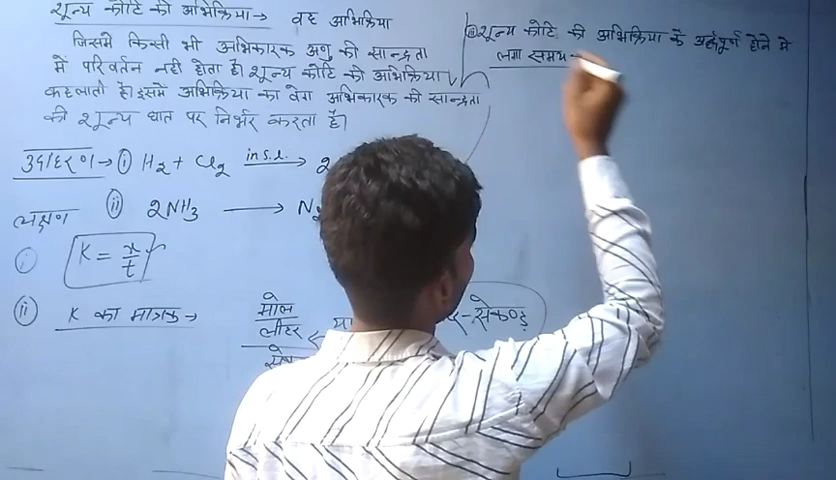 शून्य कोटि की अभिक्रिया → वह अभिक्रिया
जिसमें किसी भी अभिकारक अणु की सान्द्रता
में परिवर्तन नहीं होता है। शून्य कोटि की अभिक्रिया
कहलाती है। इसमें अभिक्रिया का वेग अभिकारक की सान्द्रता
की शून्य घात पर निर्भर करता है।
उदाहरण → (i) H₂ + Cl₂ in S.L. → 2
(ii) 2NH₃ → N₂
लक्षण
(i) K = x/t
(ii) K का मात्रक →
मोल
लीटर
सेकण्ड
(iii) शून्य कोटि की अभिक्रिया के अर्द्धपूर्ण होने में
लगा समय -